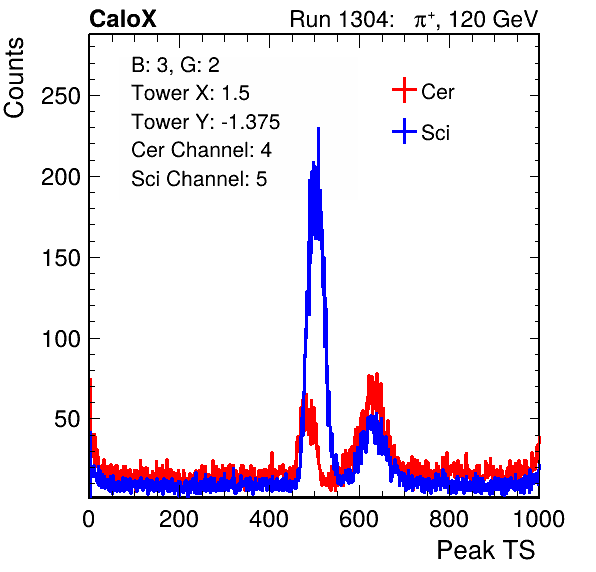 CaloX
Run 1304: π⁺, 120 GeV
Counts
B: 3, G: 2
Tower X: 1.5
Tower Y: -1.375
Cer Channel: 4
Sci Channel: 5
Cer
Sci
250
200
150
100
50
0 200 400 600 800 1000
Peak TS